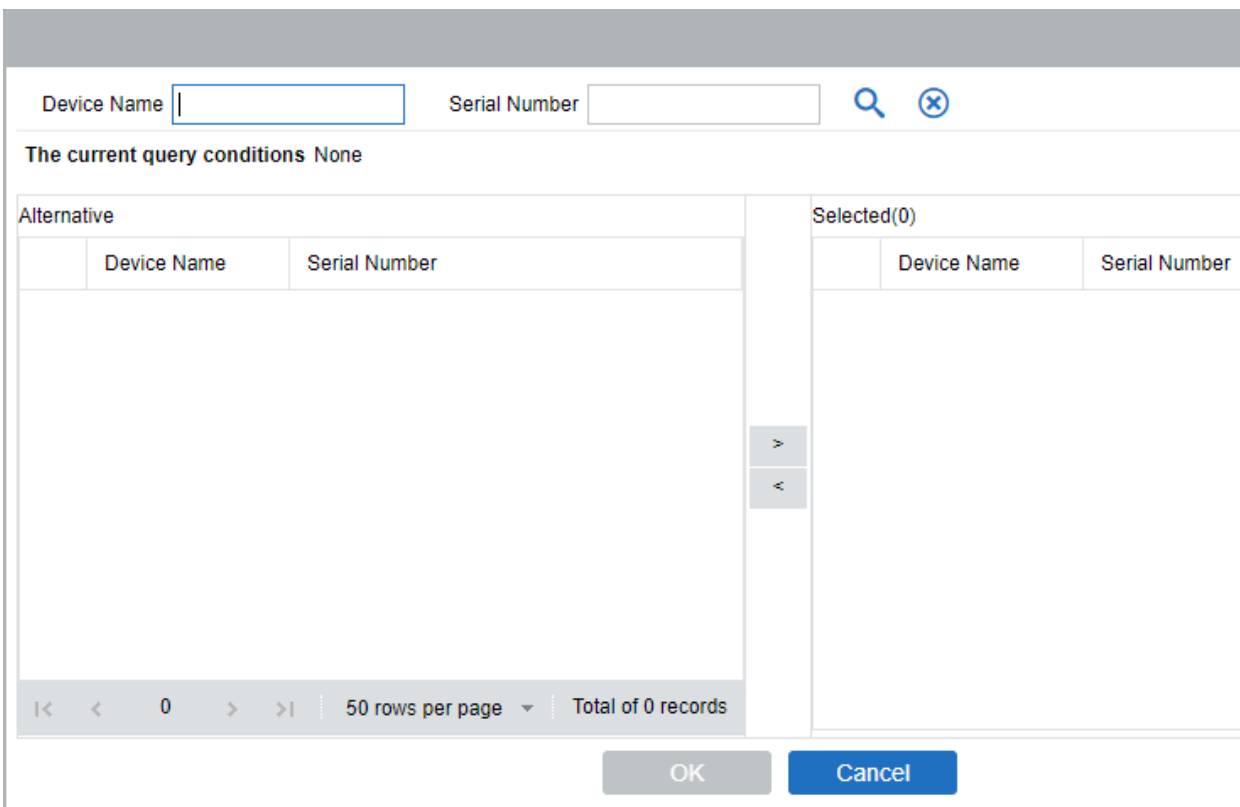 Device Name Serial Number
The current query conditions None
Alternative
Device Name Serial Number
>
<
Selected(0)
Device Name Serial Number
|< < 0 > >| 50 rows per page Total of 0 records
OK Cancel